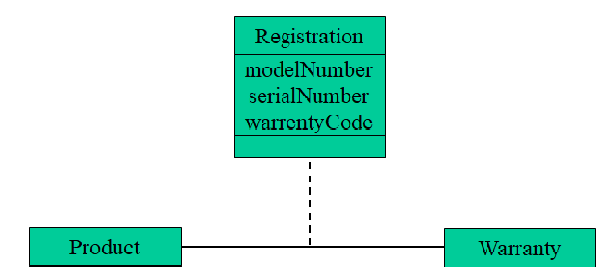 Registration
modelNumber
serialNumber
warrentyCode
Product
Warranty